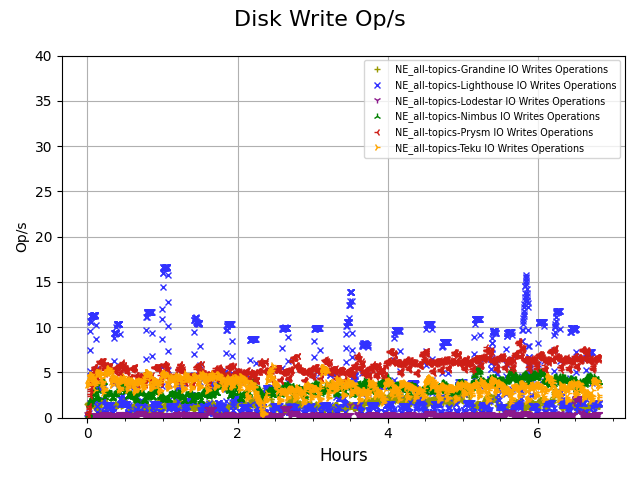 Disk Write Op/s
40
35
30
25
20
15
10
5
0
Op/s
NE_all-topics-Grandine IO Writes Operations
NE_all-topics-Lighthouse IO Writes Operations
NE_all-topics-Lodestar IO Writes Operations
NE_all-topics-Nimbus IO Writes Operations
NE_all-topics-Prysm IO Writes Operations
NE_all-topics-Teku IO Writes Operations
0 2 4 6
Hours